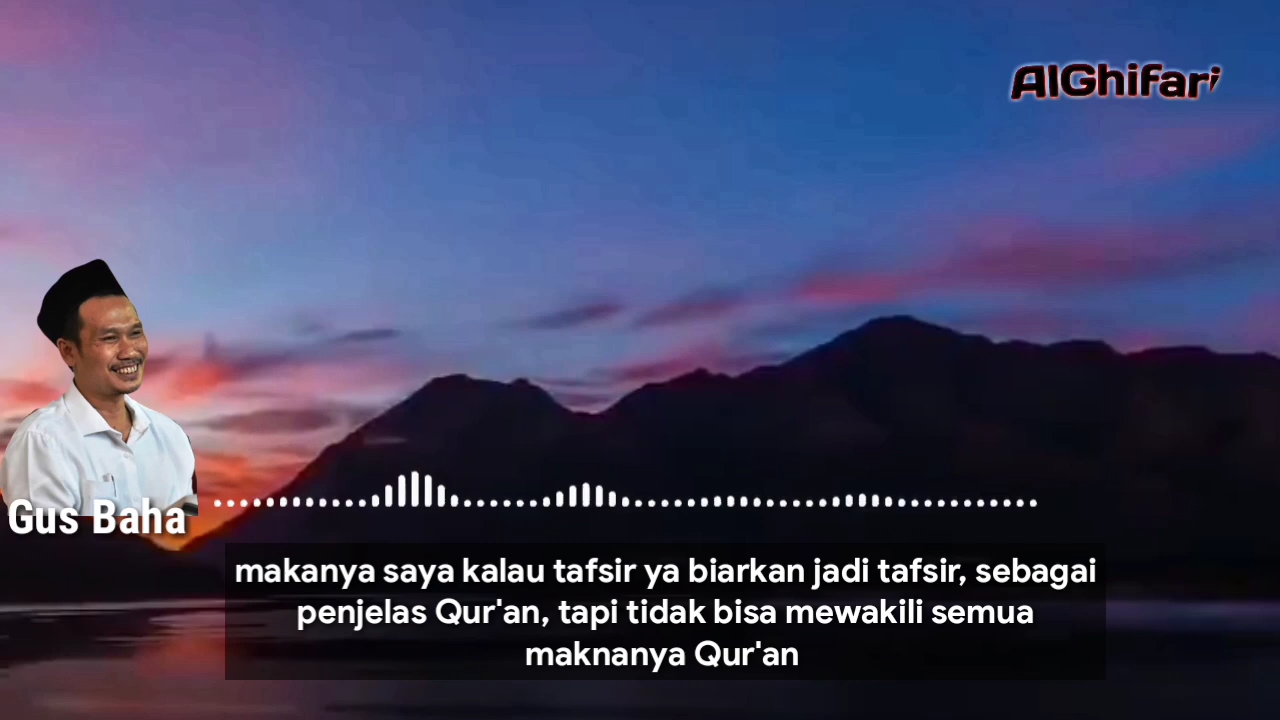 AlGhifari
Gus Baha
makanya saya kalau tafsir ya biarkan jadi tafsir, sebagai
penjelas Qur'an, tapi tidak bisa mewakili semua
maknanya Qur'an